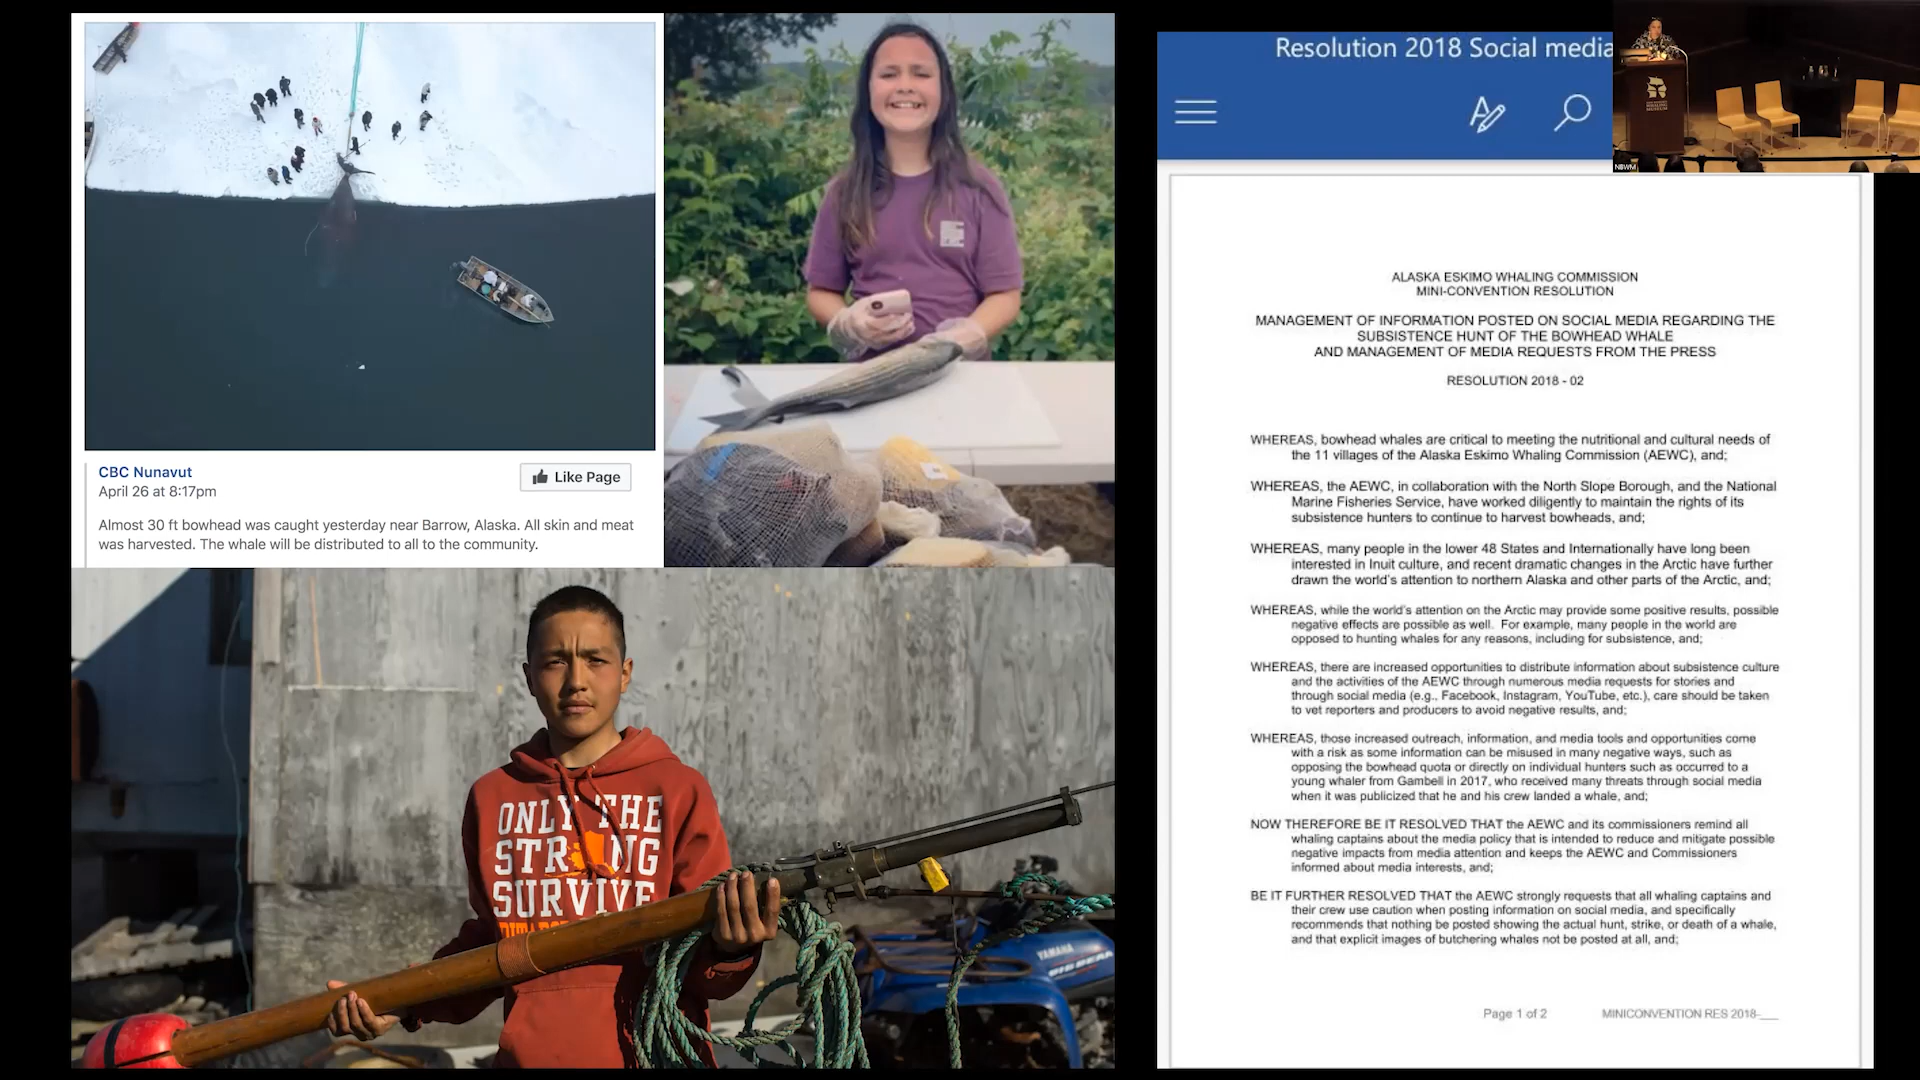 CBC Nunavut
April 26 at 8:17pm
Like Page
Almost 30 ft bowhead was caught yesterday near Barrow, Alaska. All skin and meat
was harvested. The whale will be distributed to all to the community.
ONLY THE
STRONG
SURVIVE
YAMAHA
BIG BEAR
Resolution 2018 Social media
WHALING
MUSEUM
NBWM
ALASKA ESKIMO WHALING COMMISSION
MINI-CONVENTION RESOLUTION
MANAGEMENT OF INFORMATION POSTED ON SOCIAL MEDIA REGARDING THE
SUBSISTENCE HUNT OF THE BOWHEAD WHALE
AND MANAGEMENT OF MEDIA REQUESTS FROM THE PRESS
RESOLUTION 2018 - 02
WHEREAS, bowhead whales are critical to meeting the nutritional and cultural needs of
the 11 villages of the Alaska Eskimo Whaling Commission (AEWC), and;
WHEREAS, the AEWC, in collaboration with the North Slope Borough, and the National
Marine Fisheries Service, have worked diligently to maintain the rights of its
subsistence hunters to continue to harvest bowheads, and;
WHEREAS, many people in the lower 48 States and Internationally have long been
interested in Inuit culture, and recent dramatic changes in the Arctic have further
drawn the world's attention to northern Alaska and other parts of the Arctic, and;
WHEREAS, while the world's attention on the Arctic may provide some positive results, possible
negative effects are possible as well. For example, many people in the world are
opposed to hunting whales for any reasons, including for subsistence, and;
WHEREAS, there are increased opportunities to distribute information about subsistence culture
and the activities of the AEWC through numerous media requests for stories and
through social media (e.g., Facebook, Instagram, YouTube, etc.), care should be taken
to vet reporters and producers to avoid negative results, and;
WHEREAS, those increased outreach, information, and media tools and opportunities come
with a risk as some information can be misused in many negative ways, such as
opposing the bowhead quota or directly on individual hunters such as occurred to a
young whaler from Gambell in 2017, who received many threats through social media
when it was publicized that he and his crew landed a whale, and;
NOW THEREFORE BE IT RESOLVED THAT the AEWC and its commissioners remind all
whaling captains about the media policy that is intended to reduce and mitigate possible
negative impacts from media attention and keeps the AEWC and Commissioners
informed about media interests, and;
BE IT FURTHER RESOLVED THAT the AEWC strongly requests that all whaling captains and
their crew use caution when posting information on social media, and specifically
recommends that nothing be posted showing the actual hunt, strike, or death of a whale,
and that explicit images of butchering whales not be posted at all, and;
Page 1 of 2
MINICONVENTION RES 2018-___